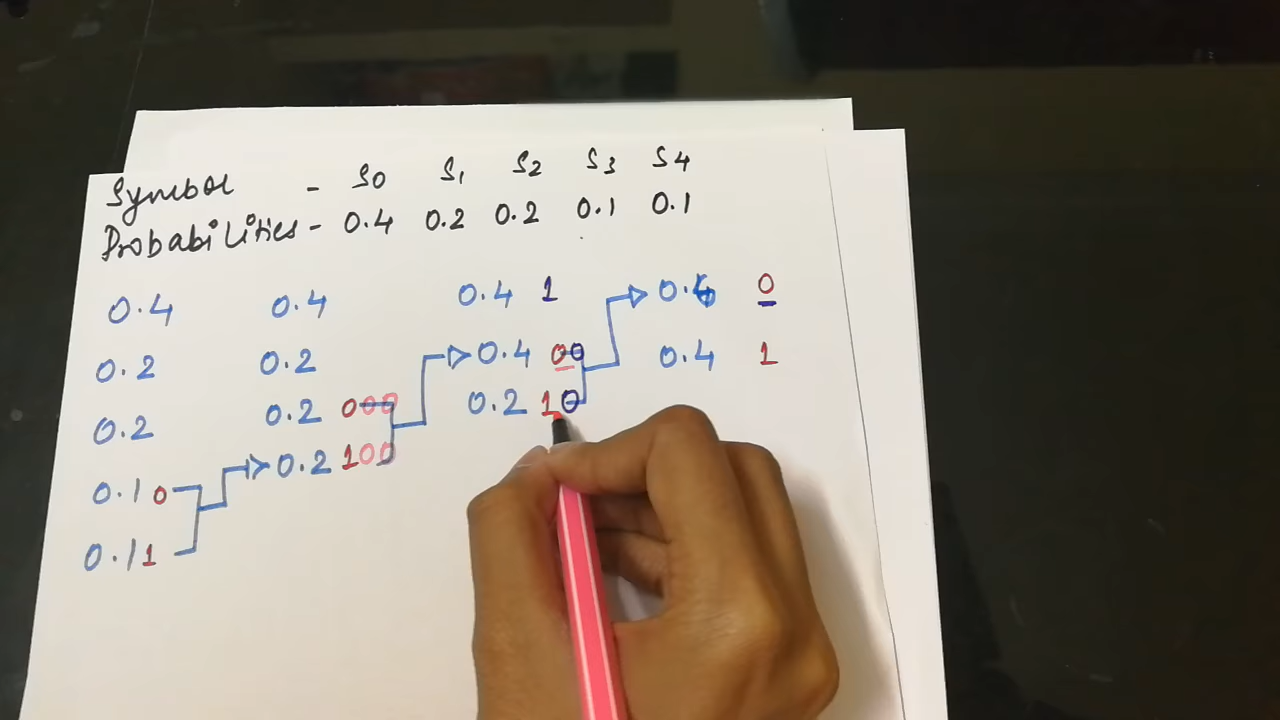 Symbol - S0 S1 S2 S3 S4
Probabilities - 0.4 0.2 0.2 0.1 0.1
0.4 0.4 0.4 1 0.6 0
0.2 0.2 0.4 00 0.4 1
0.2 0.2 000 0.2 10
0.1 0 0.2 100
0.1 1